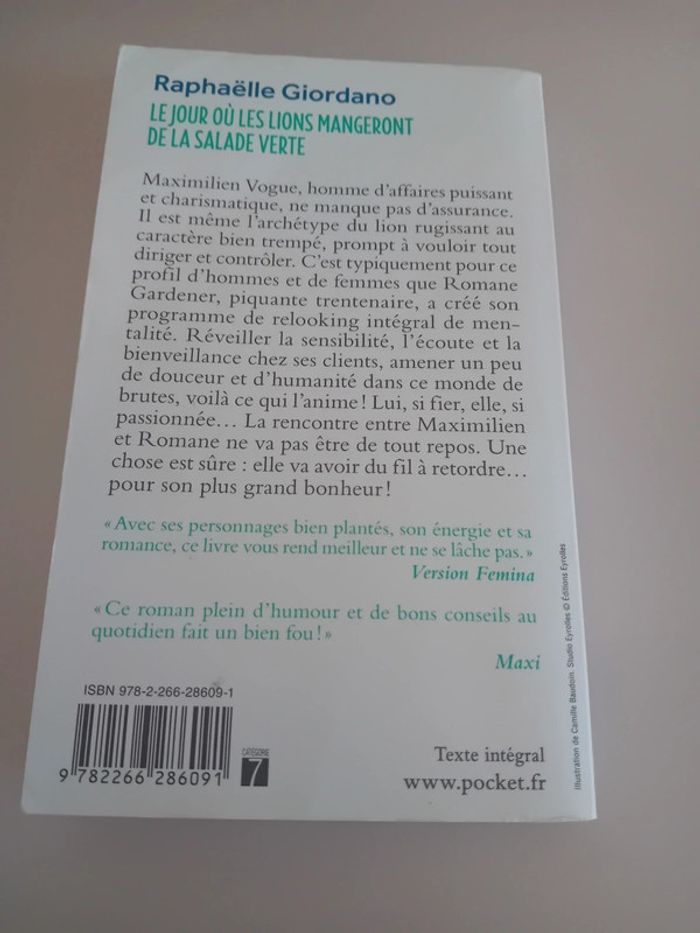 Raphaëlle Giordano
LE JOUR OÙ LES LIONS MANGERONT
DE LA SALADE VERTE
Maximilien Vogue, homme d'affaires puissant
et charismatique, ne manque pas d'assurance.
Il est même l'archétype du lion rugissant au
caractère bien trempé, prompt à vouloir tout
diriger et contrôler. C'est typiquement pour ce
profil d'hommes et de femmes que Romane
Gardener, piquante trentenaire, a créé son
programme de relooking intégral de men-
talité. Réveiller la sensibilité, l'écoute et la
bienveillance chez ses clients, amener un peu
de douceur et d'humanité dans ce monde de
brutes, voilà ce qui l'anime ! Lui, si fier, elle, si
passionnée… La rencontre entre Maximilien
et Romane ne va pas être de tout repos. Une
chose est sûre : elle va avoir du fil à retordre…
pour son plus grand bonheur !
« Avec ses personnages bien plantés, son énergie et sa
romance, ce livre vous rend meilleur et ne se lâche pas. »
Version Femina
« Ce roman plein d'humour et de bons conseils au
quotidien fait un bien fou ! »
Maxi
ISBN 978-2-266-28609-1
9 782266 286091
CATÉGORIE
7
Texte intégral
www.pocket.fr
Illustration de Camille Baudoin. Studio Eyrolles © Éditions Eyrolles